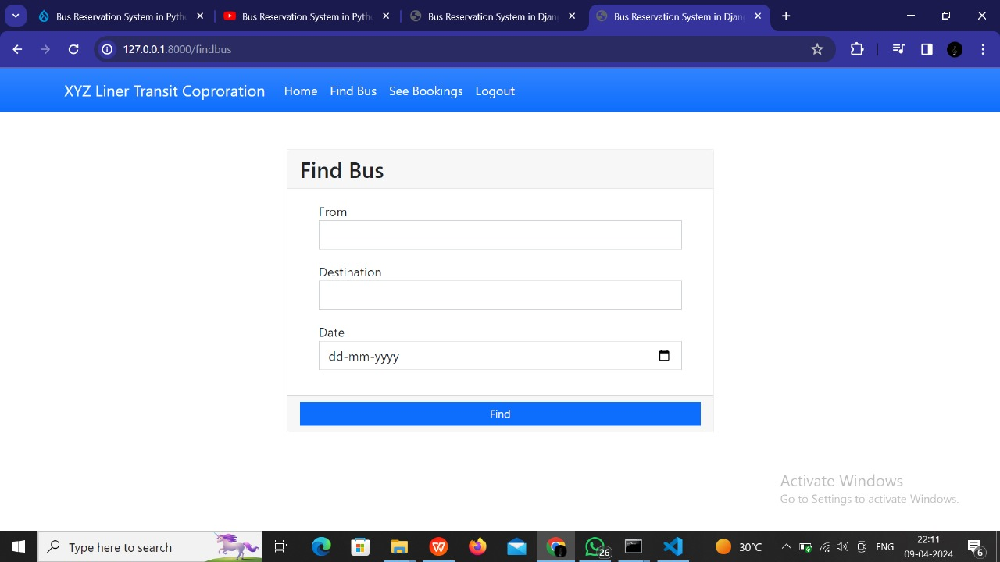 Bus Reservation System in Pytho
Bus Reservation System in Pytho
Bus Reservation System in Djan
Bus Reservation System in Djan
127.0.0.1:8000/findbus
XYZ Liner Transit Coproration Home Find Bus See Bookings Logout
Find Bus
From
Destination
Date
dd-mm-yyyy
Find
Activate Windows
Go to Settings to activate Windows.
Type here to search
26
30°C
ENG
22:11
09-04-2024
6